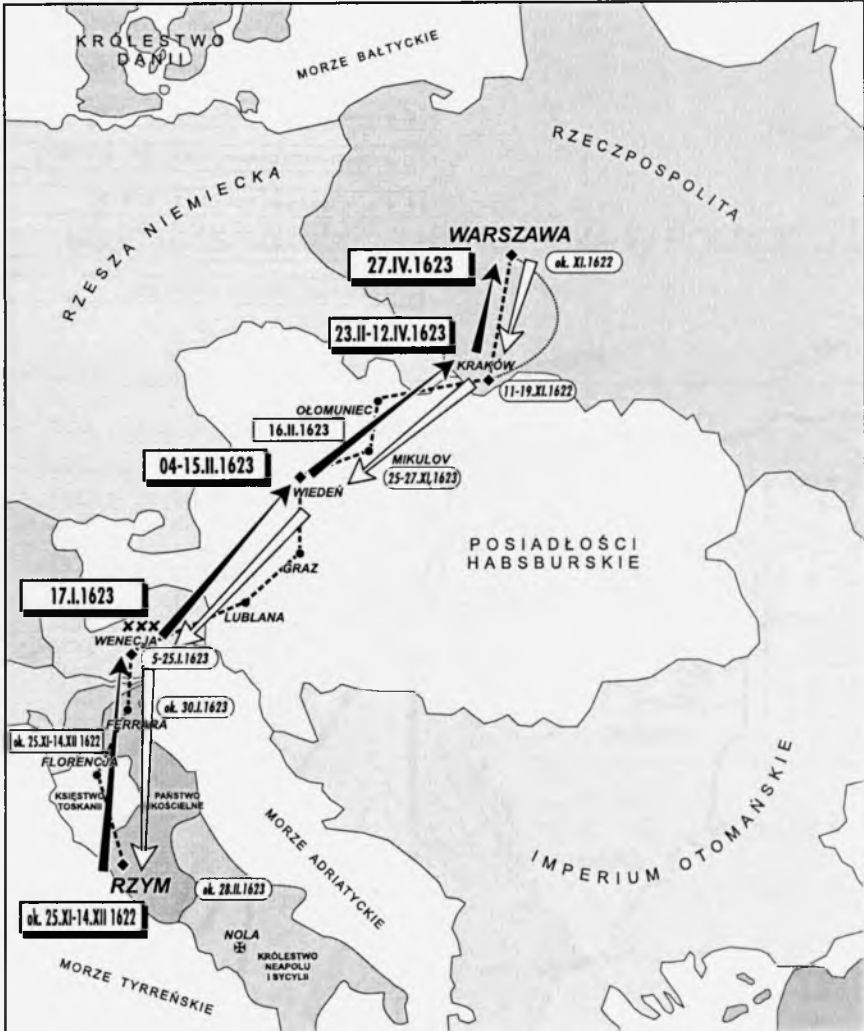 KRÓLESTWO
DANII
MORZE BAŁTYCKIE
RZECZPOSPOLITA
RZESZA NIEMIECKA
WARSZAWA
27.IV.1623
ok. XI.1622
23.II-12.IV.1623
KRAKÓW
11-19.XI.1622
OŁOMUNIEC
16.II.1623
MIKULOV
04-15.II.1623
25-27.XI.1623
WIEDEŃ
POSIADŁOŚCI
HABSBURSKIE
GRAZ
17.I.1623
LUBLANA
XXX
WENECJA
5-25.I.1623
ok. 30.I.1623
FERRARA
ok. 25.XI-14.XII 1622
FLORENCJA
KSIĘSTWO
TOSKANII
PAŃSTWO
KOŚCIELNE
MORZE ADRIATYCKIE
IMPERIUM OTOMAŃSKIE
RZYM
ok. 28.II.1623
ok. 25.XI-14.XII 1622
NOLA
KRÓLESTWO
NEAPOLU
I SYCYLII
MORZE TYRREŃSKIE